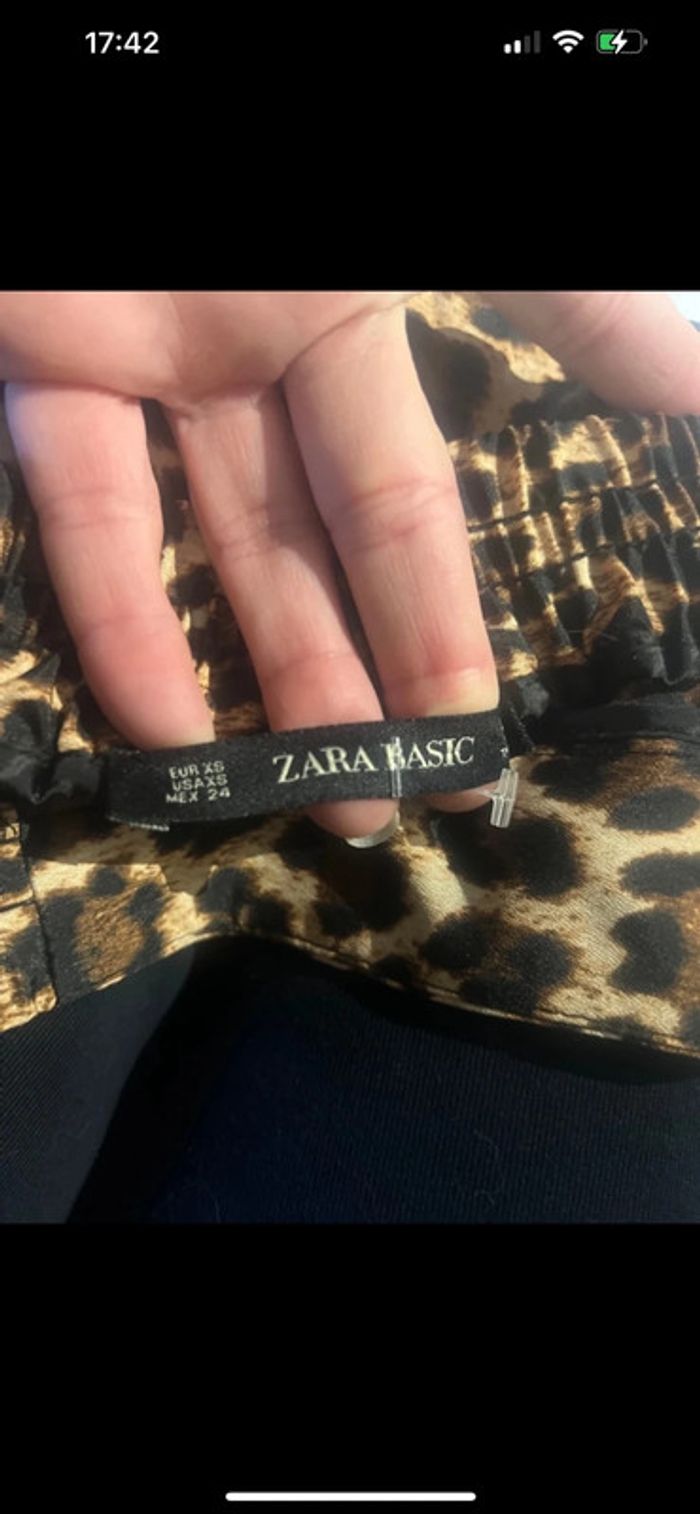 17:42
EUR XS
USA XS
MEX 24
ZARA BASIC